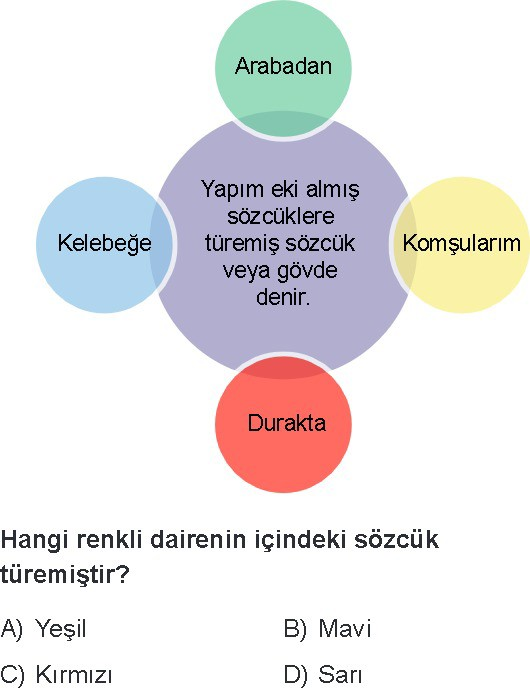 Arabadan
Yapım eki almış
sözcüklere
türemiş sözcük
veya gövde
denir.
Kelebeğe
Komşularım
Durakta
Hangi renkli dairenin içindeki sözcük
türemiştir?
A) Yeşil
B) Mavi
C) Kırmızı
D) Sarı